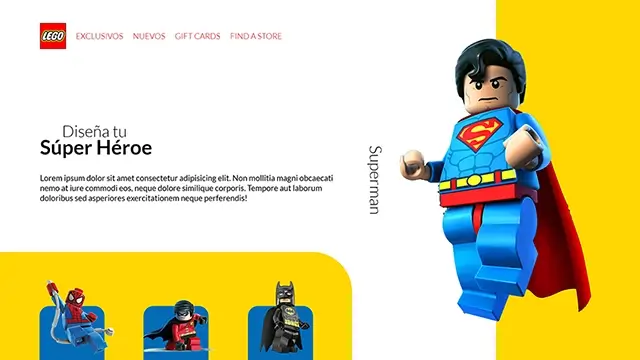 LEGO
EXCLUSIVOS NUEVOS GIFT CARDS FIND A STORE
Diseña tu
Súper Héroe
Lorem ipsum dolor sit amet consectetur adipisicing elit. Non mollitia magni obcaecati
nemo at iure commodi eos, neque dolore similique corporis. Tempore aut laborum
doloribus sed asperiores exercitationem neque perferendis!
Superman
S